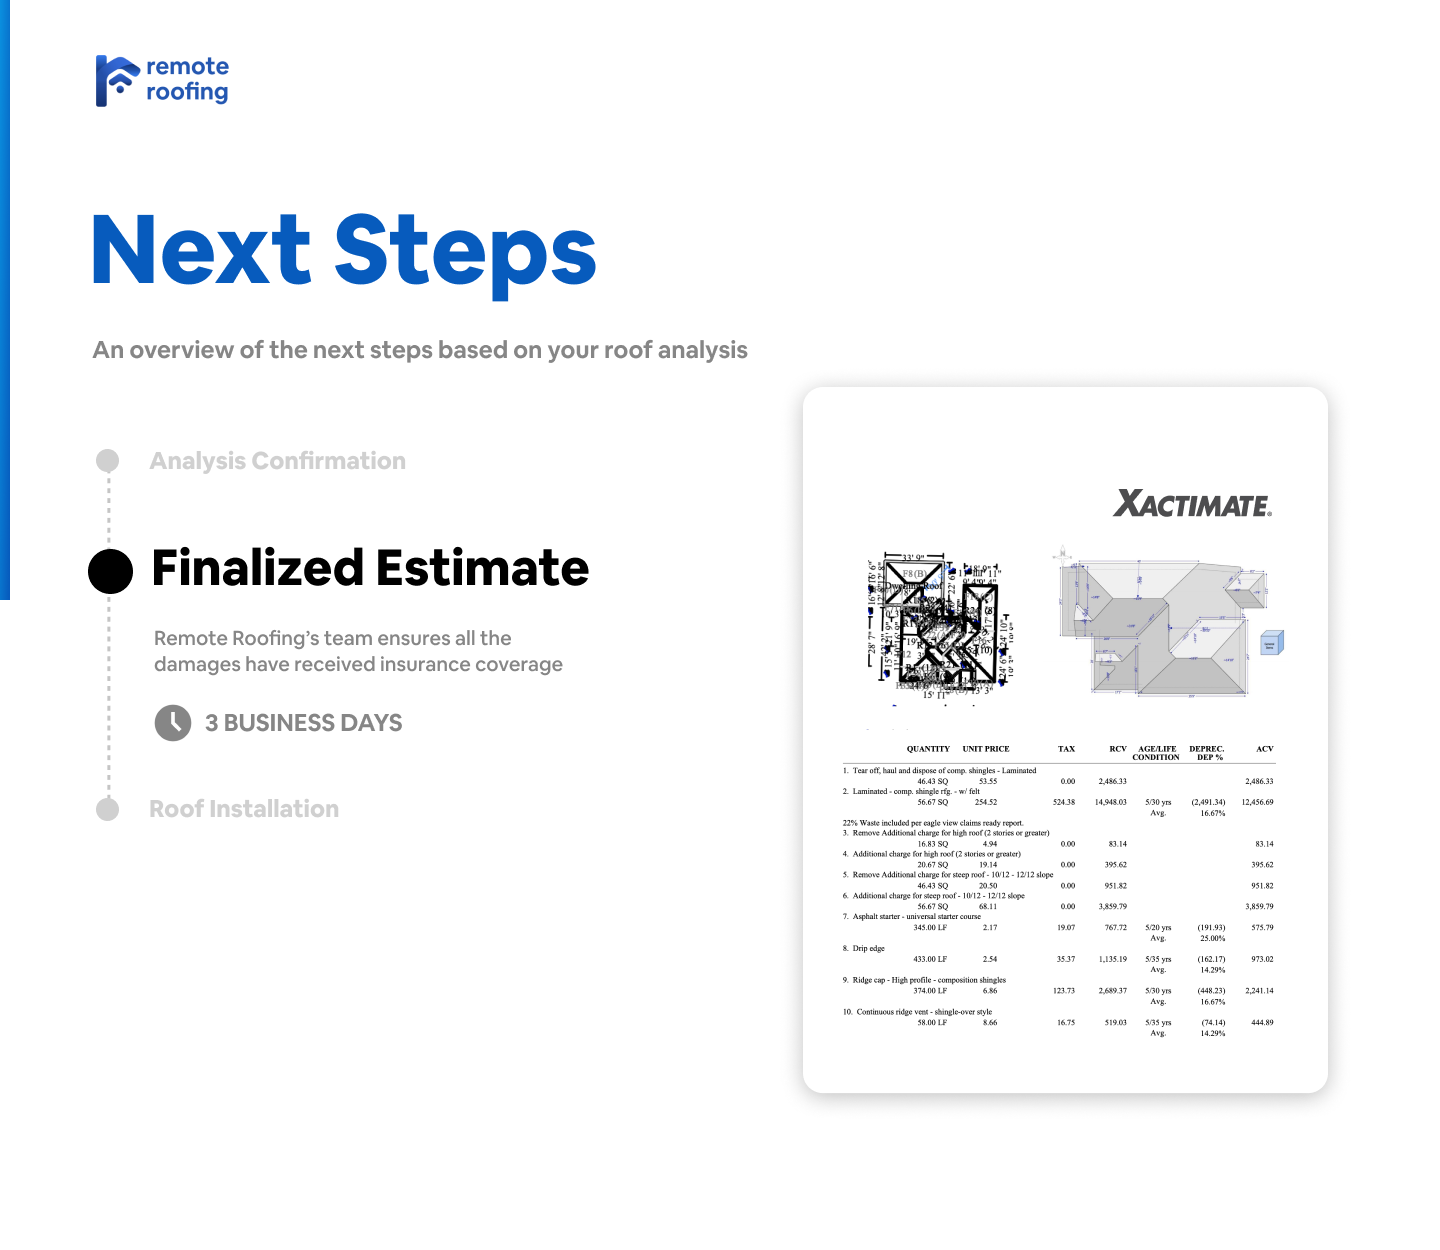 remote
roofing
Next Steps
An overview of the next steps based on your roof analysis
Analysis Confirmation
Finalized Estimate
Remote Roofing’s team ensures all the
damages have received insurance coverage
3 BUSINESS DAYS
Roof Installation
XACTIMATE®
33' 9"
F8(B)
Dwelling Roof
15' 11"
13' 3"
QUANTITY UNIT PRICE TAX RCV AGE/LIFE DEPREC. ACV
CONDITION DEP %
1. Tear off, haul and dispose of comp. shingles - Laminated
46.43 SQ 53.55 0.00 2,486.33 2,486.33
2. Laminated - comp. shingle rfg. - w/ felt
56.67 SQ 254.52 524.38 14,948.03 5/30 yrs (2,491.34) 12,456.69
Avg. 16.67%
22% Waste included per eagle view claims ready report.
3. Remove Additional charge for high roof (2 stories or greater)
16.83 SQ 4.94 0.00 83.14 83.14
4. Additional charge for high roof (2 stories or greater)
20.67 SQ 19.14 0.00 395.62 395.62
5. Remove Additional charge for steep roof - 10/12 - 12/12 slope
46.43 SQ 20.50 0.00 951.82 951.82
6. Additional charge for steep roof - 10/12 - 12/12 slope
56.67 SQ 68.11 0.00 3,859.79 3,859.79
7. Asphalt starter - universal starter course
345.00 LF 2.17 19.07 767.72 5/20 yrs (191.93) 575.79
Avg. 25.00%
8. Drip edge
433.00 LF 2.54 35.37 1,135.19 5/35 yrs (162.17) 973.02
Avg. 14.29%
9. Ridge cap - High profile - composition shingles
374.00 LF 6.86 123.73 2,689.37 5/30 yrs (448.23) 2,241.14
Avg. 16.67%
10. Continuous ridge vent - shingle-over style
58.00 LF 8.66 16.75 519.03 5/35 yrs (74.14) 444.89
Avg. 14.29%